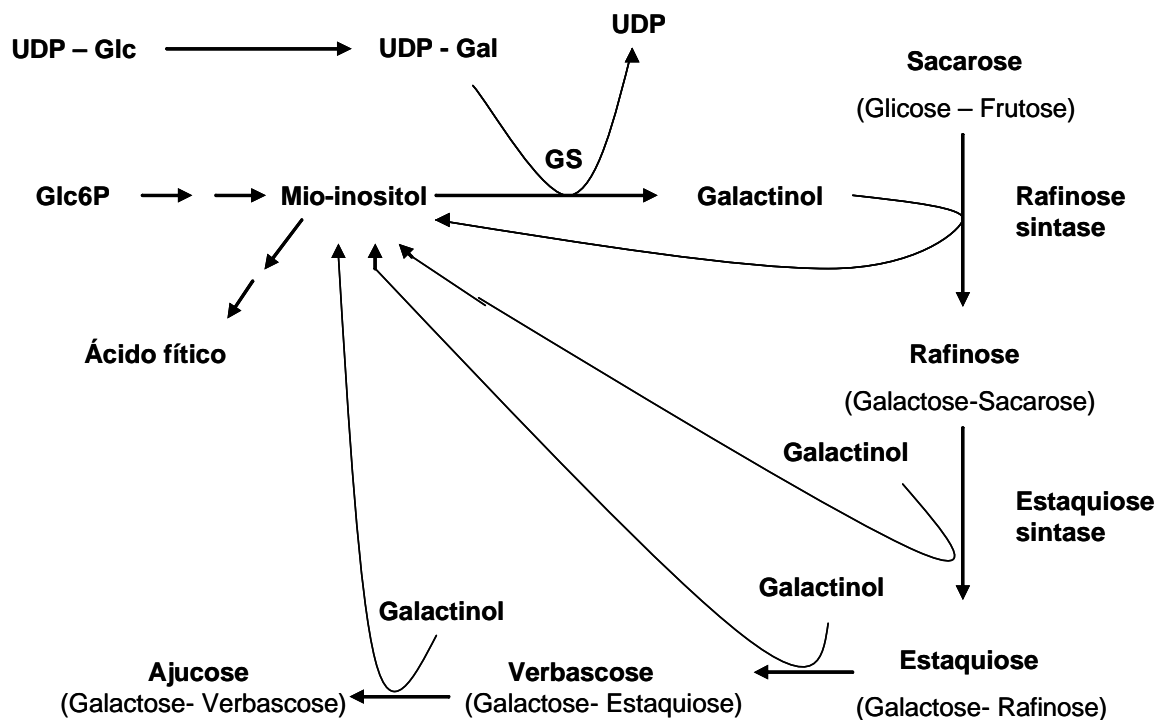 UDP – Glc
UDP - Gal
UDP
Sacarose
(Glicose – Frutose)
GS
Glc6P
Mio-inositol
Galactinol
Rafinose
sintase
Ácido fítico
Rafinose
(Galactose-Sacarose)
Galactinol
Estaquiose
sintase
Galactinol
Galactinol
Ajucose
(Galactose- Verbascose)
Verbascose
(Galactose- Estaquiose)
Estaquiose
(Galactose- Rafinose)